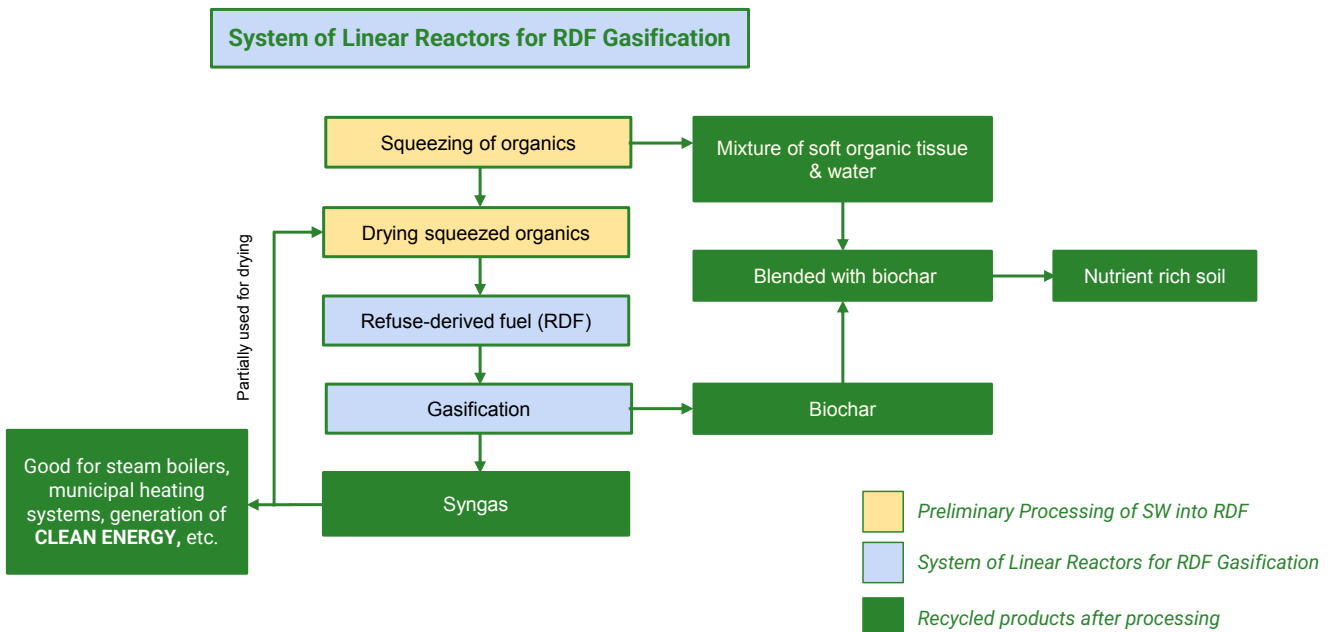 System of Linear Reactors for RDF Gasification
Squeezing of organics
Mixture of soft organic tissue
& water
Drying squeezed organics
Partially used for drying
Blended with biochar
Nutrient rich soil
Refuse-derived fuel (RDF)
Gasification
Biochar
Good for steam boilers,
municipal heating
systems, generation of
CLEAN ENERGY, etc.
Syngas
Preliminary Processing of SW into RDF
System of Linear Reactors for RDF Gasification
Recycled products after processing